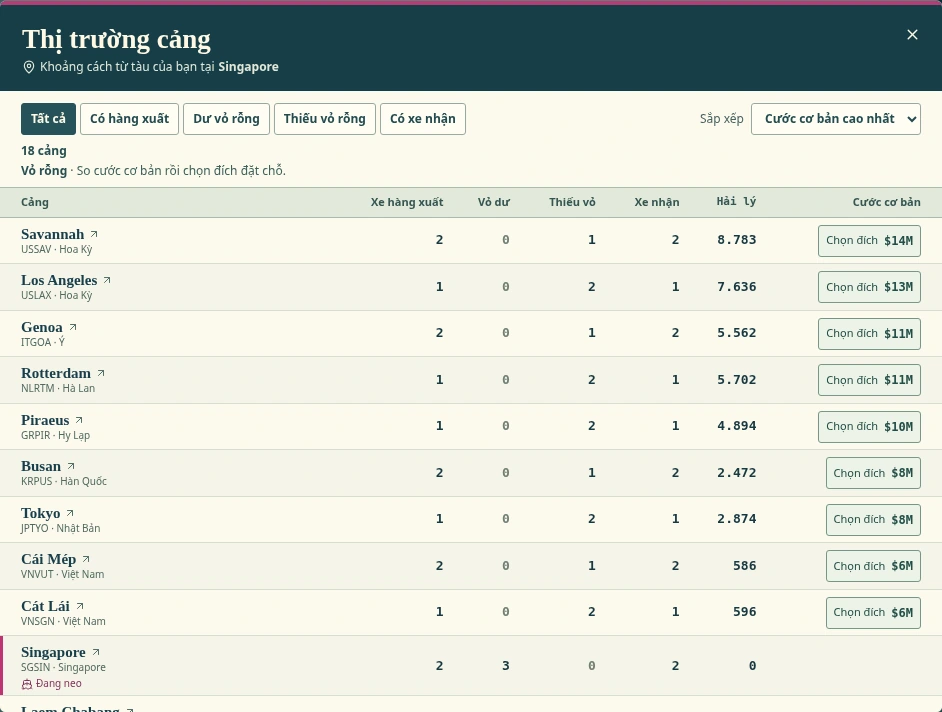 Thị trường cảng
Khoảng cách từ tàu của bạn tại Singapore
Tất cả Có hàng xuất Dư vỏ rỗng Thiếu vỏ rỗng Có xe nhận Sắp xếp Cước cơ bản cao nhất
18 cảng
Vỏ rỗng · So cước cơ bản rồi chọn đích đặt chỗ.
Cảng Xe hàng xuất Vỏ dư Thiếu vỏ Xe nhận Hải lý Cước cơ bản
Savannah 2 0 1 2 8.783 Chọn đích $14M
USSAV · Hoa Kỳ
Los Angeles 1 0 2 1 7.636 Chọn đích $13M
USLAX · Hoa Kỳ
Genoa 2 0 1 2 5.562 Chọn đích $11M
ITGOA · Ý
Rotterdam 1 0 2 1 5.702 Chọn đích $11M
NLRTM · Hà Lan
Piraeus 1 0 2 1 4.894 Chọn đích $10M
GRPIR · Hy Lạp
Busan 2 0 1 2 2.472 Chọn đích $8M
KRPUS · Hàn Quốc
Tokyo 1 0 2 1 2.874 Chọn đích $8M
JPTYO · Nhật Bản
Cái Mép 2 0 1 2 586 Chọn đích $6M
VNVUT · Việt Nam
Cát Lái 1 0 2 1 596 Chọn đích $6M
VNSGN · Việt Nam
Singapore 2 3 0 2 0
SGSIN · Singapore
Đang neo
Laem Chabang